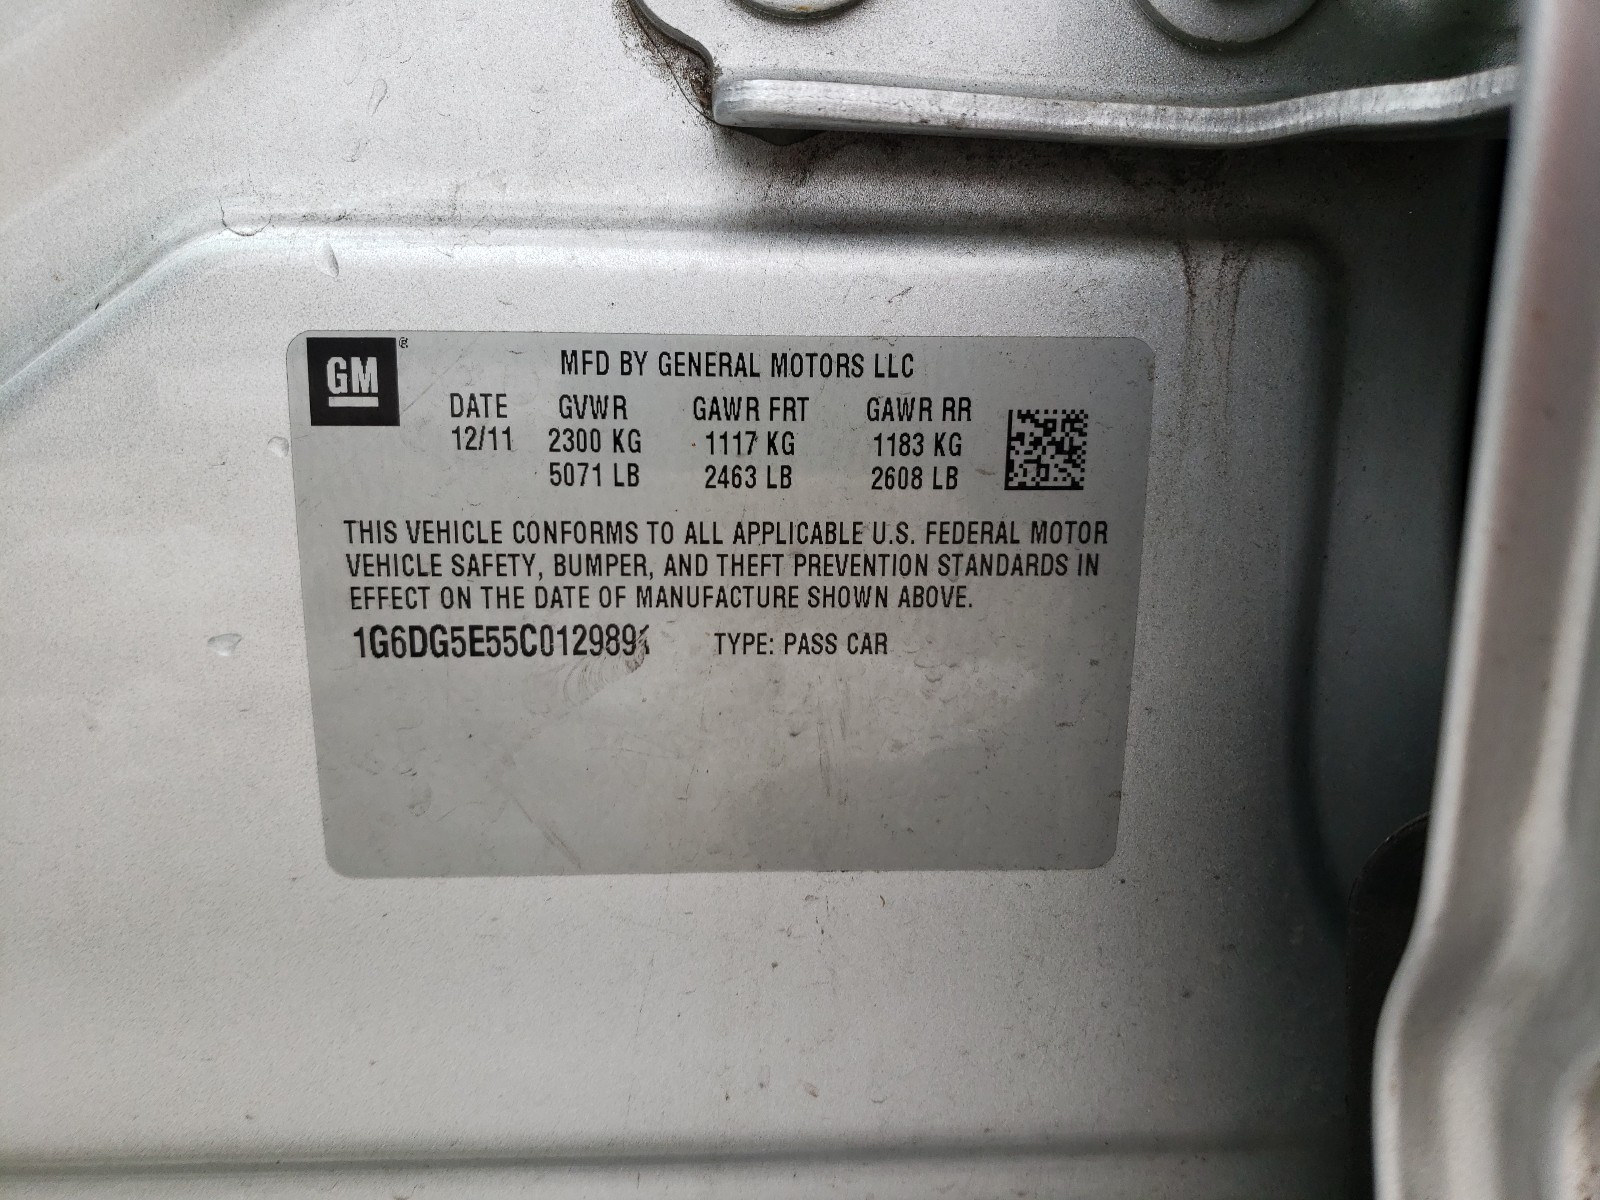 GM
MFD BY GENERAL MOTORS LLC
DATE GVWR GAWR FRT GAWR RR
12/11 2300 KG 1117 KG 1183 KG
5071 LB 2463 LB 2608 LB
THIS VEHICLE CONFORMS TO ALL APPLICABLE U.S. FEDERAL MOTOR
VEHICLE SAFETY, BUMPER, AND THEFT PREVENTION STANDARDS IN
EFFECT ON THE DATE OF MANUFACTURE SHOWN ABOVE.
1G6DG5E55C0129891 TYPE: PASS CAR